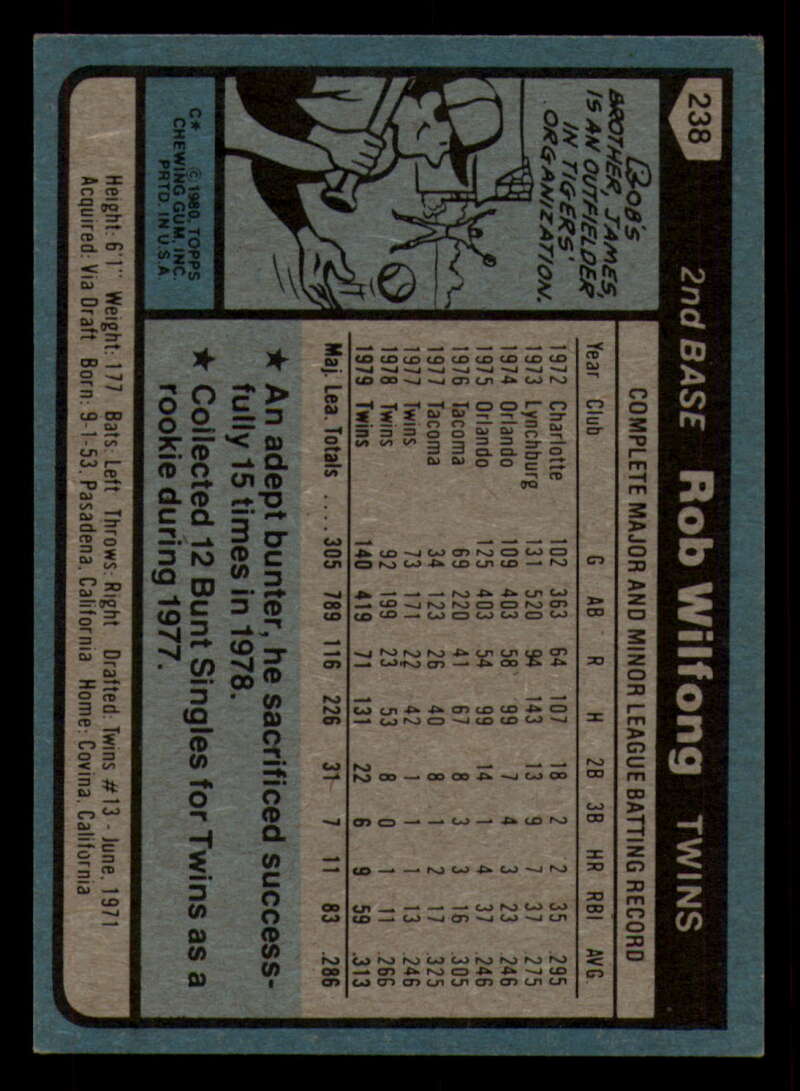 238 2nd BASE Rob Wilfong TWINS
BOB'S
BROTHER, JAMES,
IS AN OUTFIELDER
IN TIGERS'
ORGANIZATION.
C* © 1980. TOPPS
CHEWING GUM, INC.
PRTD. IN U.S.A.
COMPLETE MAJOR AND MINOR LEAGUE BATTING RECORD
Year Club G AB R H 2B 3B HR RBI AVG.
1972 Charlotte 102 363 64 107 18 2 2 35 .295
1973 Lynchburg 131 520 94 143 13 9 7 37 .275
1974 Orlando 109 403 58 99 7 4 3 23 .246
1975 Orlando 125 403 54 99 14 1 4 37 .246
1976 Tacoma 69 220 41 67 8 3 3 16 .305
1977 Tacoma 34 123 26 40 8 1 2 17 .325
1977 Twins 73 171 22 42 1 1 1 13 .246
1978 Twins 92 199 23 53 8 0 1 11 .266
1979 Twins 140 419 71 131 22 6 9 59 .313
Maj. Lea. Totals .... 305 789 116 226 31 7 11 83 .286
★ An adept bunter, he sacrificed success-
fully 15 times in 1978.
★ Collected 12 Bunt Singles for Twins as a
rookie during 1977.
Height: 6'1" Weight: 177 Bats: Left Throws: Right Drafted: Twins #13 - June, 1971
Acquired: Via Draft Born: 9-1-53, Pasadena, California Home: Covina, California